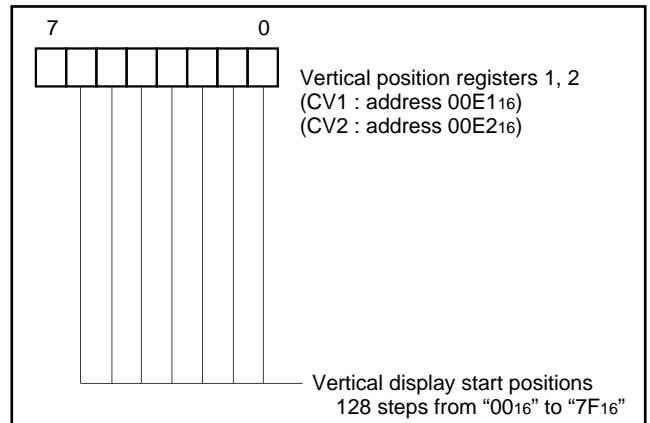 7 0
Vertical position registers 1, 2
(CV1 : address 00E116)
(CV2 : address 00E216)
Vertical display start positions
128 steps from “0016” to “7F16”